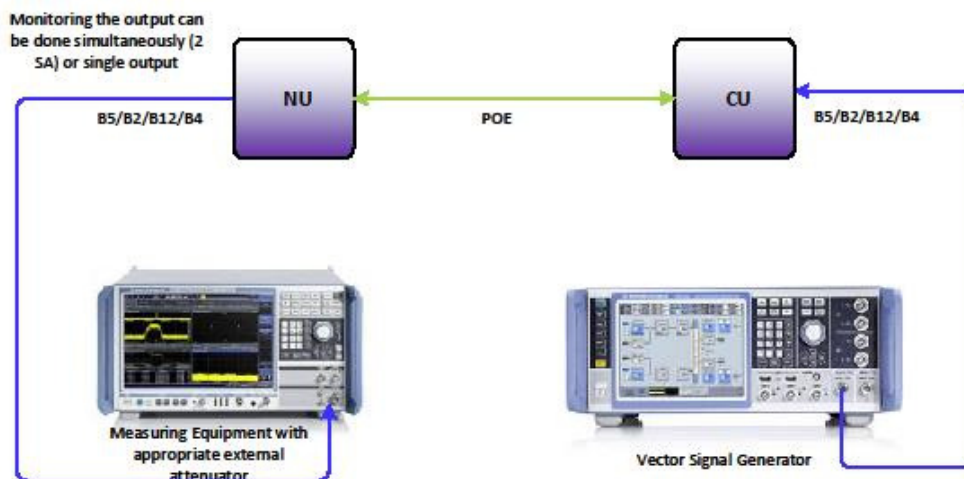 Monitoring the output can
be done simultaneously (2
SA) or single output
NU
CU
B5/B2/B12/B4
POE
B5/B2/B12/B4
Measuring Equipment with
appropriate external
attenuator
Vector Signal Generator